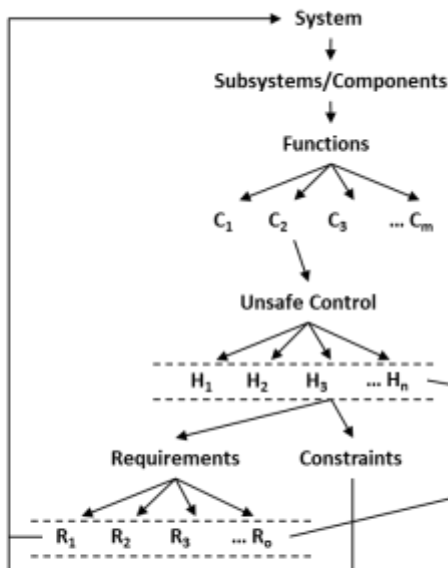 System
Subsystems/Components
Functions
C₁ C₂ C₃ ... Cₘ
Unsafe Control
H₁ H₂ H₃ ... Hₙ
Requirements Constraints
R₁ R₂ R₃ ... Rₒ